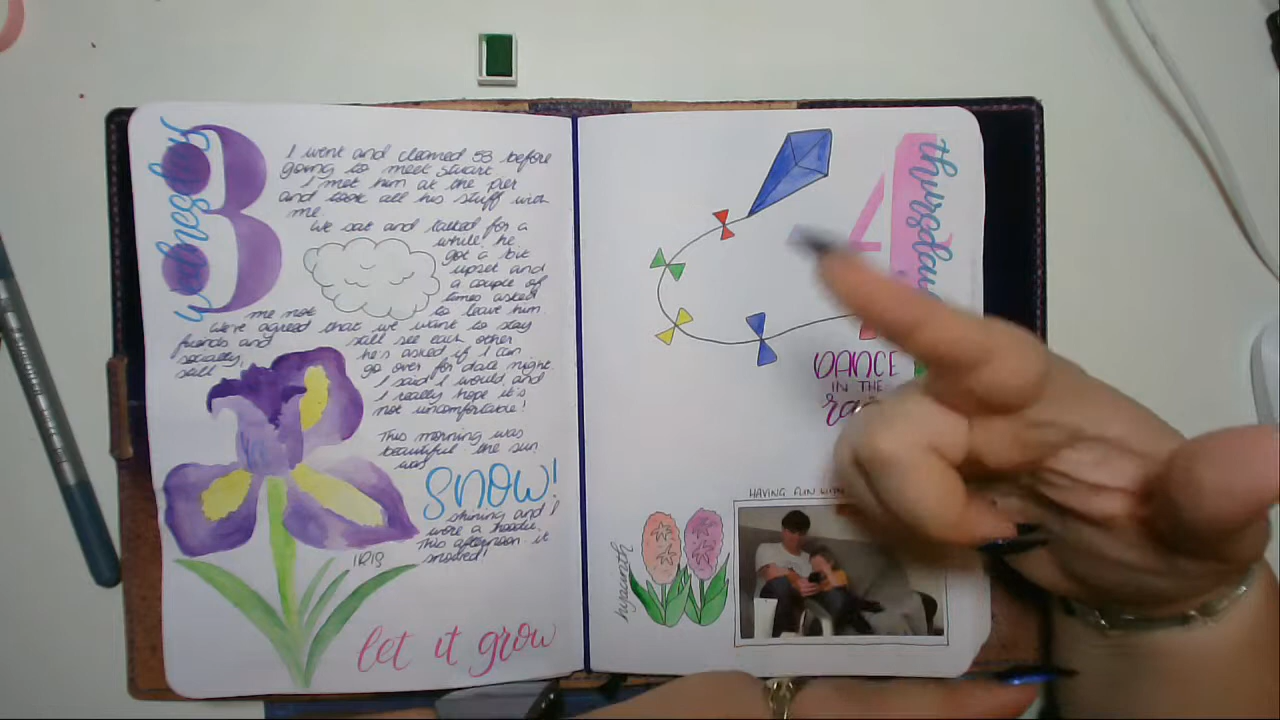 wednesday
3
I went and cleaned 53 before
going to meet Stuart.
I met him at the pier
and took all his stuff with
me.
We sat and talked for a
while, he
got a bit
upset and
a couple of
times asked
me not to leave him.
We've agreed that we want to stay
friends and still see each other
socially, he's asked if I can
still go over for date night.
I said I would and
I really hope it's
not uncomfortable!
This morning was
beautiful the sun
was
SNOW!
shining and I
wore a hoodie.
This afternoon it
snowed!
IRIS
let it grow
4
thursday
DANCE
IN THE
HAVING FUN WITH
hyacinth